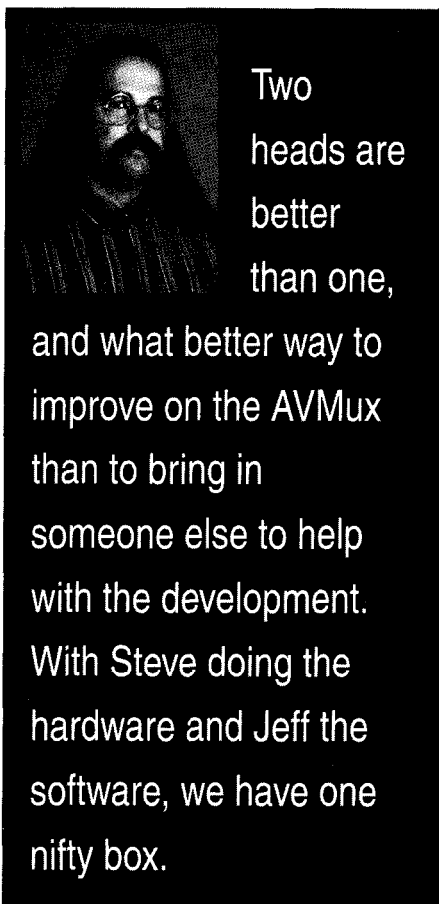 Two
heads are
better
than one,
and what better way to
improve on the AVMux
than to bring in
someone else to help
with the development.
With Steve doing the
hardware and Jeff the
software, we have one
nifty box.